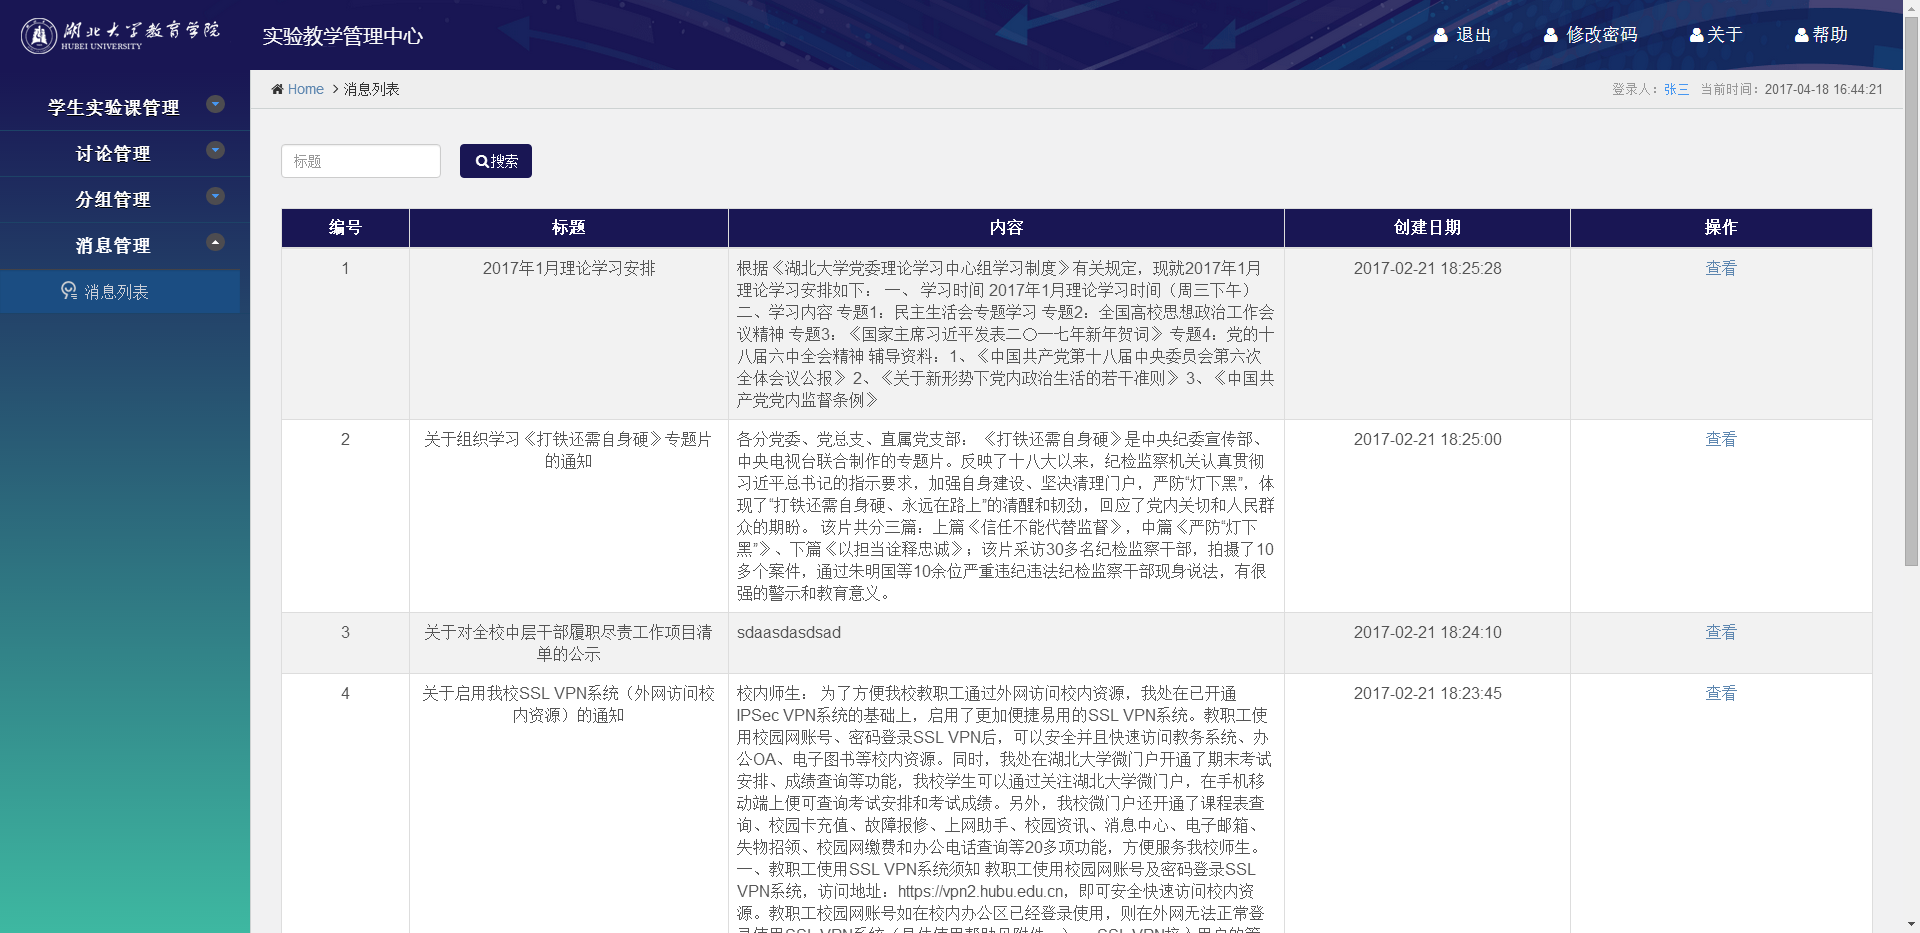 湖北大学教育学院
HUBEI UNIVERSITY
实验教学管理中心
退出 修改密码 关于 帮助
Home > 消息列表
登录人：张三 当前时间：2017-04-18 16:44:21
学生实验课管理
讨论管理
分组管理
消息管理
消息列表
标题
搜索
编号 标题 内容 创建日期 操作
1 2017年1月理论学习安排 根据《湖北大学党委理论学习中心组学习制度》有关规定，现就2017年1月 2017-02-21 18:25:28 查看
理论学习安排如下： 一、 学习时间 2017年1月理论学习时间（周三下午）
二、学习内容 专题1：民主生活会专题学习 专题2：全国高校思想政治工作会
议精神 专题3：《国家主席习近平发表二〇一七年新年贺词》 专题4：党的十
八届六中全会精神 辅导资料：1、《中国共产党第十八届中央委员会第六次
全体会议公报》 2、《关于新形势下党内政治生活的若干准则》 3、《中国共
产党党内监督条例》
2 关于组织学习《打铁还需自身硬》专题片 各分党委、党总支、直属党支部： 《打铁还需自身硬》是中央纪委宣传部、 2017-02-21 18:25:00 查看
的通知 中央电视台联合制作的专题片。反映了十八大以来，纪检监察机关认真贯彻
习近平总书记的指示要求，加强自身建设、坚决清理门户，严防“灯下黑”，体
现了“打铁还需自身硬、永远在路上”的清醒和韧劲，回应了党内关切和人民群
众的期盼。 该片共分三篇：上篇《信任不能代替监督》，中篇《严防“灯下
黑”》、下篇《以担当诠释忠诚》；该片采访30多名纪检监察干部，拍摄了10
多个案件，通过朱明国等10余位严重违纪违法纪检监察干部现身说法，有很
强的警示和教育意义。
3 关于对全校中层干部履职尽责工作项目清 sdaasdasdsad 2017-02-21 18:24:10 查看
单的公示
4 关于启用我校SSL VPN系统（外网访问校 校内师生： 为了方便我校教职工通过外网访问校内资源，我处在已开通 2017-02-21 18:23:45 查看
内资源）的通知 IPSec VPN系统的基础上，启用了更加便捷易用的SSL VPN系统。教职工使
用校园网账号、密码登录SSL VPN后，可以安全并且快速访问教务系统、办
公OA、电子图书等校内资源。同时，我处在湖北大学微门户开通了期末考试
安排、成绩查询等功能，我校学生可以通过关注湖北大学微门户，在手机移
动端上便可查询考试安排和考试成绩。另外，我校微门户还开通了课程表查
询、校园卡充值、故障报修、上网助手、校园资讯、消息中心、电子邮箱、
失物招领、校园网缴费和办公电话查询等20多项功能，方便服务我校师生。
一、教职工使用SSL VPN系统须知 教职工使用校园网账号及密码登录SSL
VPN系统，访问地址：https://vpn2.hubu.edu.cn，即可安全快速访问校内资
源。教职工校园网账号如在校内办公区已经登录使用，则在外网无法正常登
录使用SSL VPN系统（具体使用帮助见附件一）。 SSL VPN接入用户的等